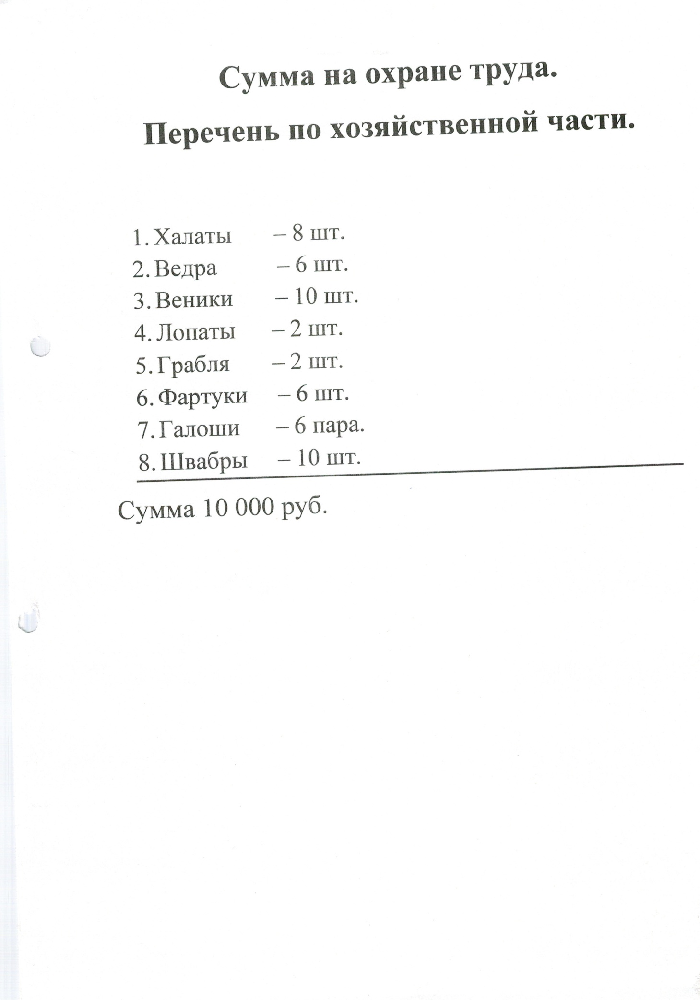 Сумма на охране труда.
Перечень по хозяйственной части.
1. Халаты – 8 шт.
2. Ведра – 6 шт.
3. Веники – 10 шт.
4. Лопаты – 2 шт.
5. Грабля – 2 шт.
6. Фартуки – 6 шт.
7. Галоши – 6 пара.
8. Швабры – 10 шт.
Сумма 10 000 руб.